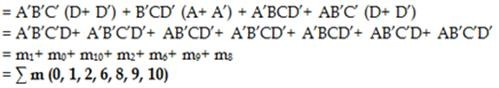 = A′B′C′ (D+ D′) + B′CD′ (A+ A′) + A′BCD′+ AB′C′ (D+ D′)
= A′B′C′D+ A′B′C′D′+ AB′CD′+ A′B′CD′+ A′BCD′+ AB′C′D+ AB′C′D′
= m₁+ m₀+ m₁₀+ m₂+ m₆+ m₉+ m₈
= ∑ m (0, 1, 2, 6, 8, 9, 10)